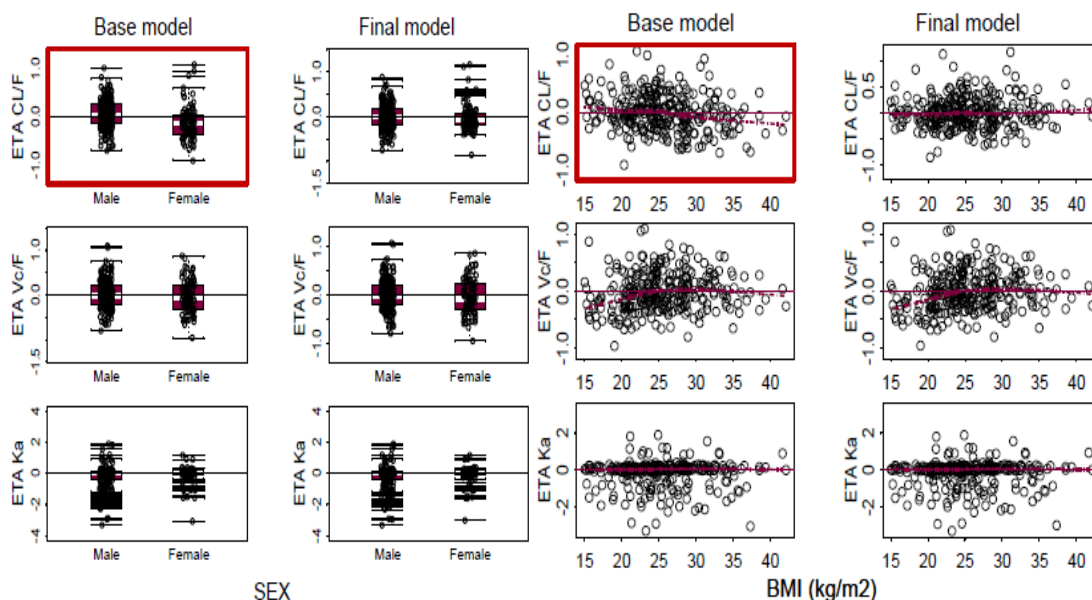 Base model
Final model
Base model
Final model
ETA CL/F
1.0
0.0
-1.0
Male
Female
ETA CL/F
1.0
0.0
-1.5
Male
Female
ETA CL/F
1.0
0.0
-1.0
15 20 25 30 35 40
ETA CL/F
0.5
0.0
-1.0
15 20 25 30 35 40
ETA Vc/F
1.0
0.0
-1.5
Male
Female
ETA Vc/F
1.0
0.0
-1.0
Male
Female
ETA Vc/F
1.0
0.0
-1.0
15 20 25 30 35 40
ETA Vc/F
1.0
0.0
-1.0
15 20 25 30 35 40
ETA Ka
4
2
0
-2
-4
Male
Female
ETA Ka
4
2
0
-2
-4
Male
Female
ETA Ka
2
0
-2
15 20 25 30 35 40
ETA Ka
2
0
-2
15 20 25 30 35 40
SEX
BMI (kg/m2)